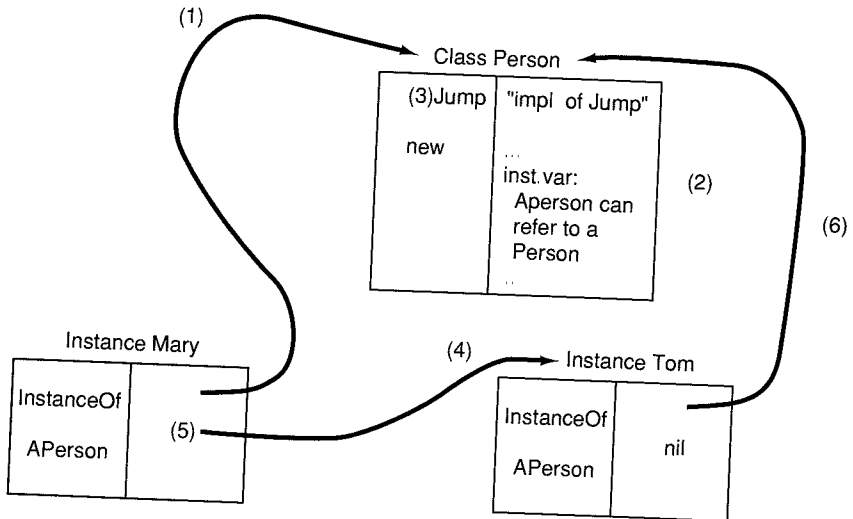 (1)
Class Person
(3)Jump "impl of Jump"
new
...
inst.var:
Aperson can
refer to a
Person
..
(2)
(6)
Instance Mary
InstanceOf
APerson
(5)
(4)
Instance Tom
InstanceOf
APerson
nil